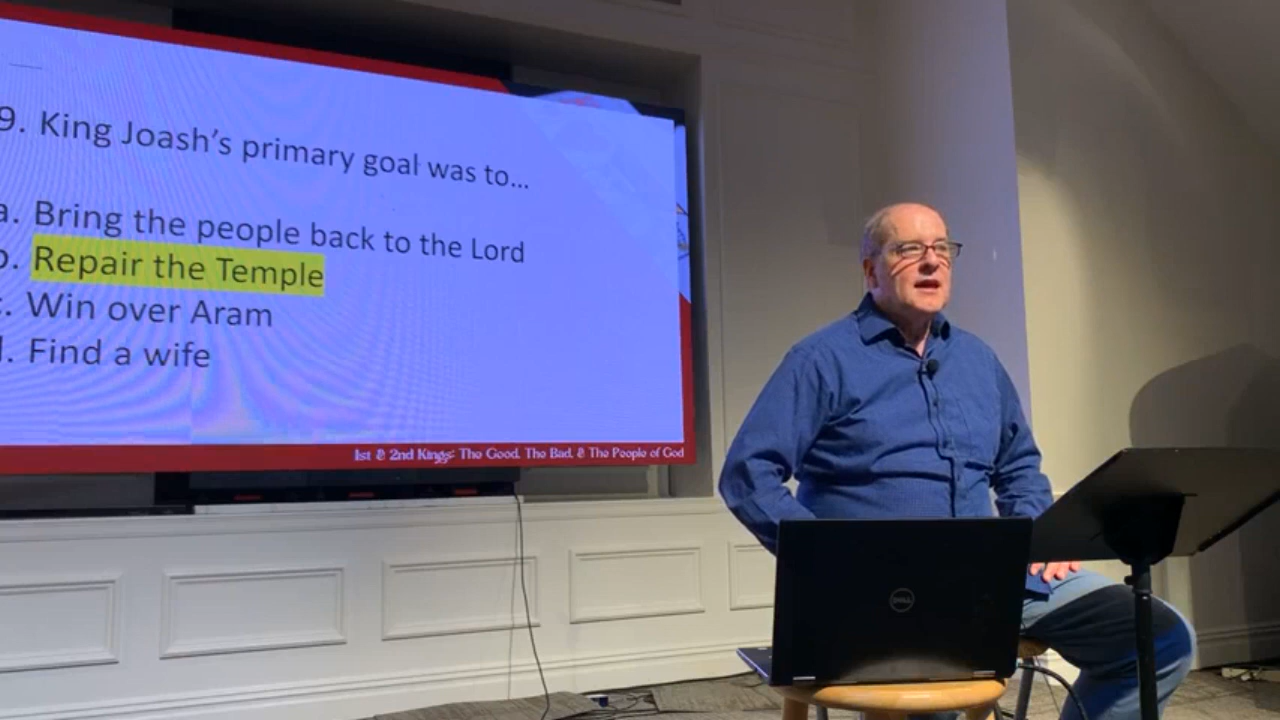 9. King Joash's primary goal was to...
a. Bring the people back to the Lord
b. Repair the Temple
c. Win over Aram
d. Find a wife
1st & 2nd Kings: The Good, The Bad, & The People of God
DELL